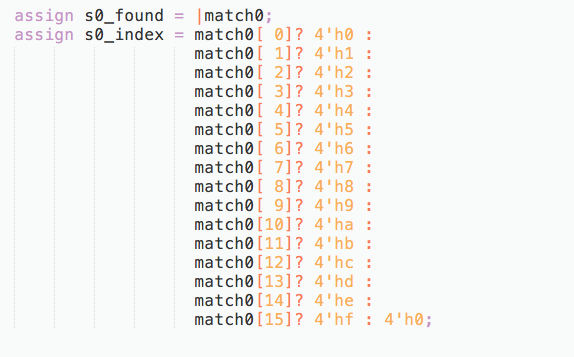 assign s0_found = |match0;
assign s0_index = match0[ 0]? 4'h0 :
match0[ 1]? 4'h1 :
match0[ 2]? 4'h2 :
match0[ 3]? 4'h3 :
match0[ 4]? 4'h4 :
match0[ 5]? 4'h5 :
match0[ 6]? 4'h6 :
match0[ 7]? 4'h7 :
match0[ 8]? 4'h8 :
match0[ 9]? 4'h9 :
match0[10]? 4'ha :
match0[11]? 4'hb :
match0[12]? 4'hc :
match0[13]? 4'hd :
match0[14]? 4'he :
match0[15]? 4'hf : 4'h0;